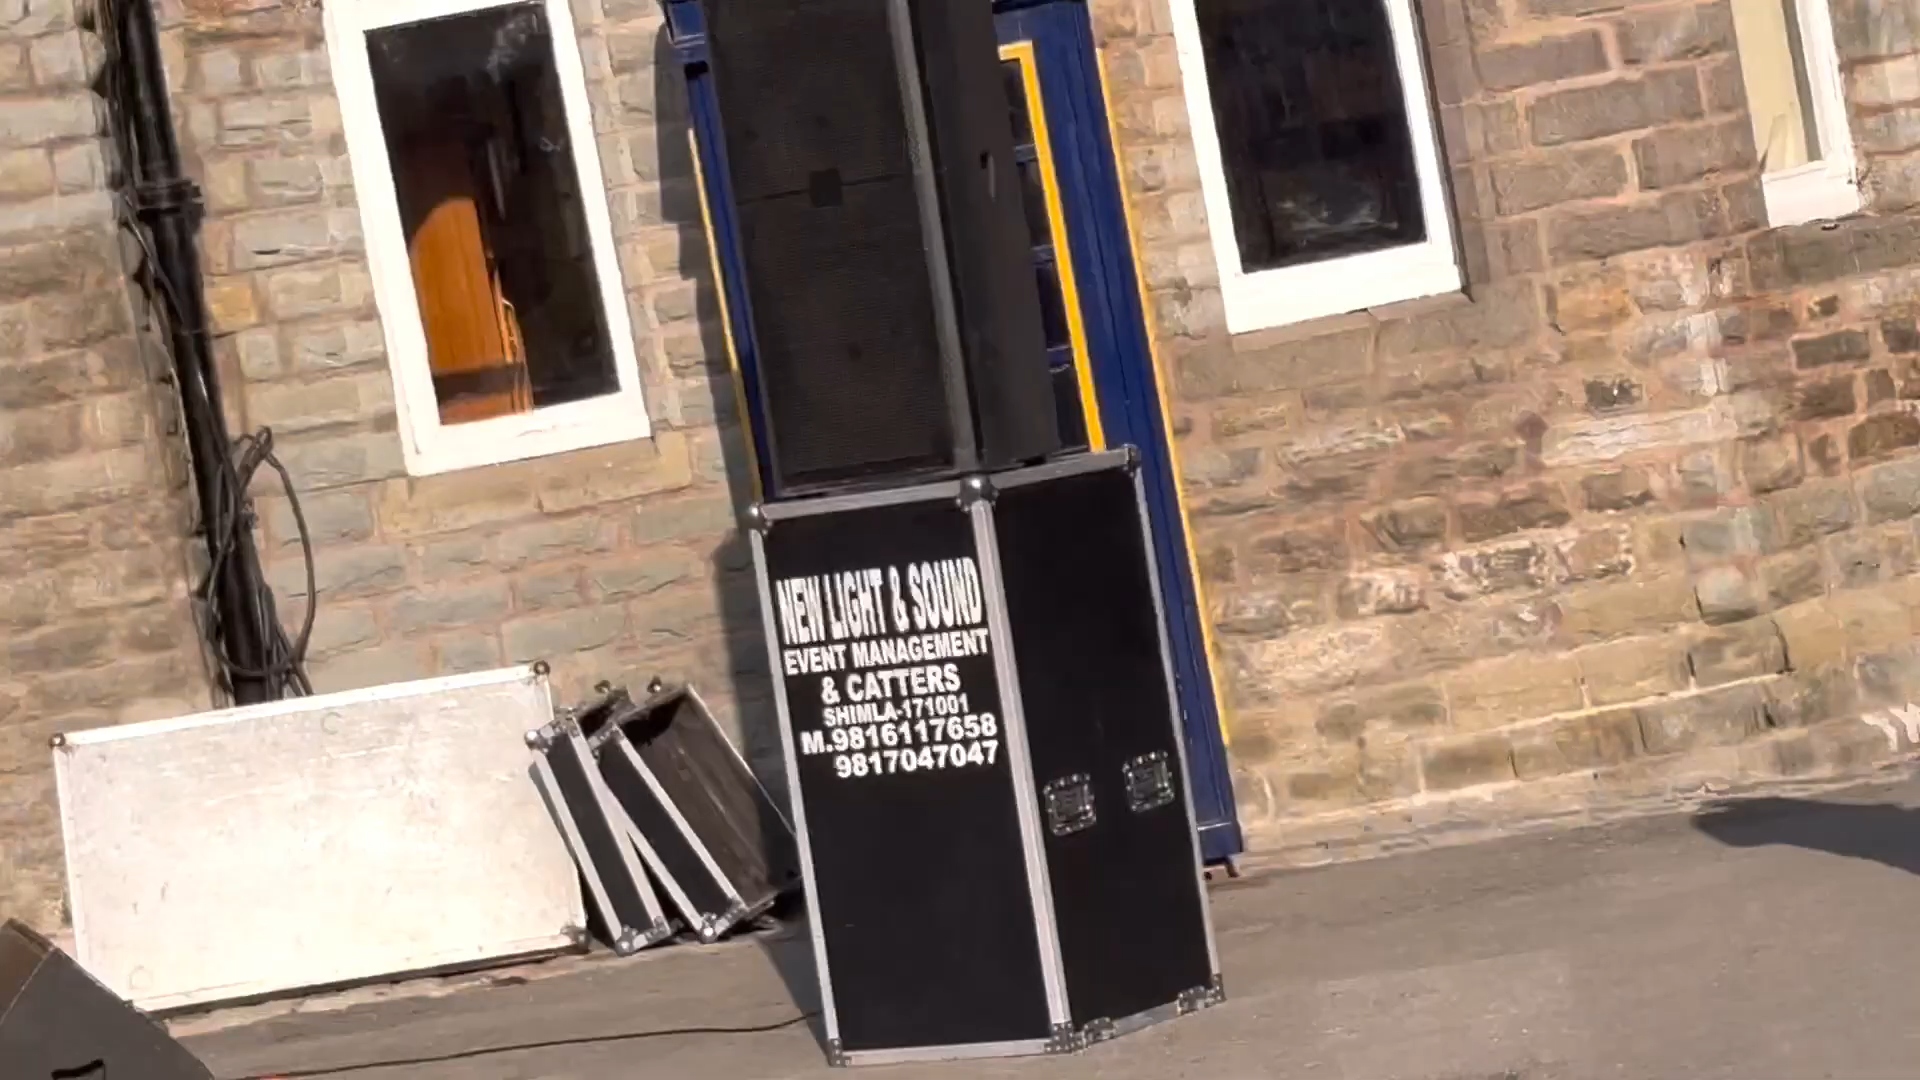 NEW LIGHT & SOUND
EVENT MANAGEMENT
& CATTERS
SHIMLA-171001
M.9816117658
9817047047